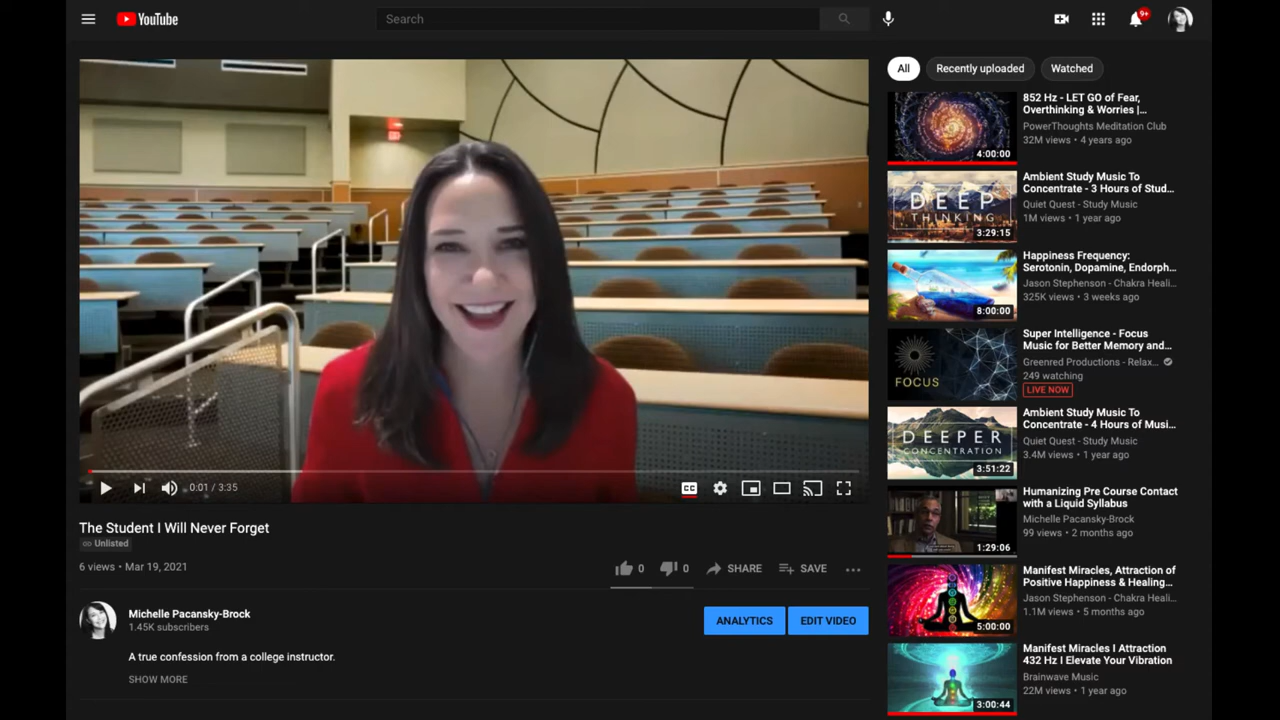 YouTube
Search
9+
All
Recently uploaded
Watched
0:01 / 3:35
CC
The Student I Will Never Forget
Unlisted
6 views • Mar 19, 2021
0
0
SHARE
SAVE
Michelle Pacansky-Brock
1.45K subscribers
ANALYTICS
EDIT VIDEO
A true confession from a college instructor.
SHOW MORE
4:00:00
852 Hz - LET GO of Fear,
Overthinking & Worries |...
PowerThoughts Meditation Club
32M views • 4 years ago
DEEP
THINKING
3:29:15
Ambient Study Music To
Concentrate - 3 Hours of Stud...
Quiet Quest - Study Music
1M views • 1 year ago
8:00:00
Happiness Frequency:
Serotonin, Dopamine, Endorph...
Jason Stephenson - Chakra Heali...
325K views • 3 weeks ago
FOCUS
Super Intelligence - Focus
Music for Better Memory and...
Greenred Productions - Relax...
249 watching
LIVE NOW
DEEPER
CONCENTRATION
3:51:22
Ambient Study Music To
Concentrate - 4 Hours of Musi...
Quiet Quest - Study Music
3.4M views • 1 year ago
1:29:06
Humanizing Pre Course Contact
with a Liquid Syllabus
Michelle Pacansky-Brock
99 views • 2 months ago
5:00:00
Manifest Miracles, Attraction of
Positive Happiness & Healing...
Jason Stephenson - Chakra Heali...
1.1M views • 5 months ago
3:00:44
Manifest Miracles I Attraction
432 Hz I Elevate Your Vibration
Brainwave Music
22M views • 1 year ago